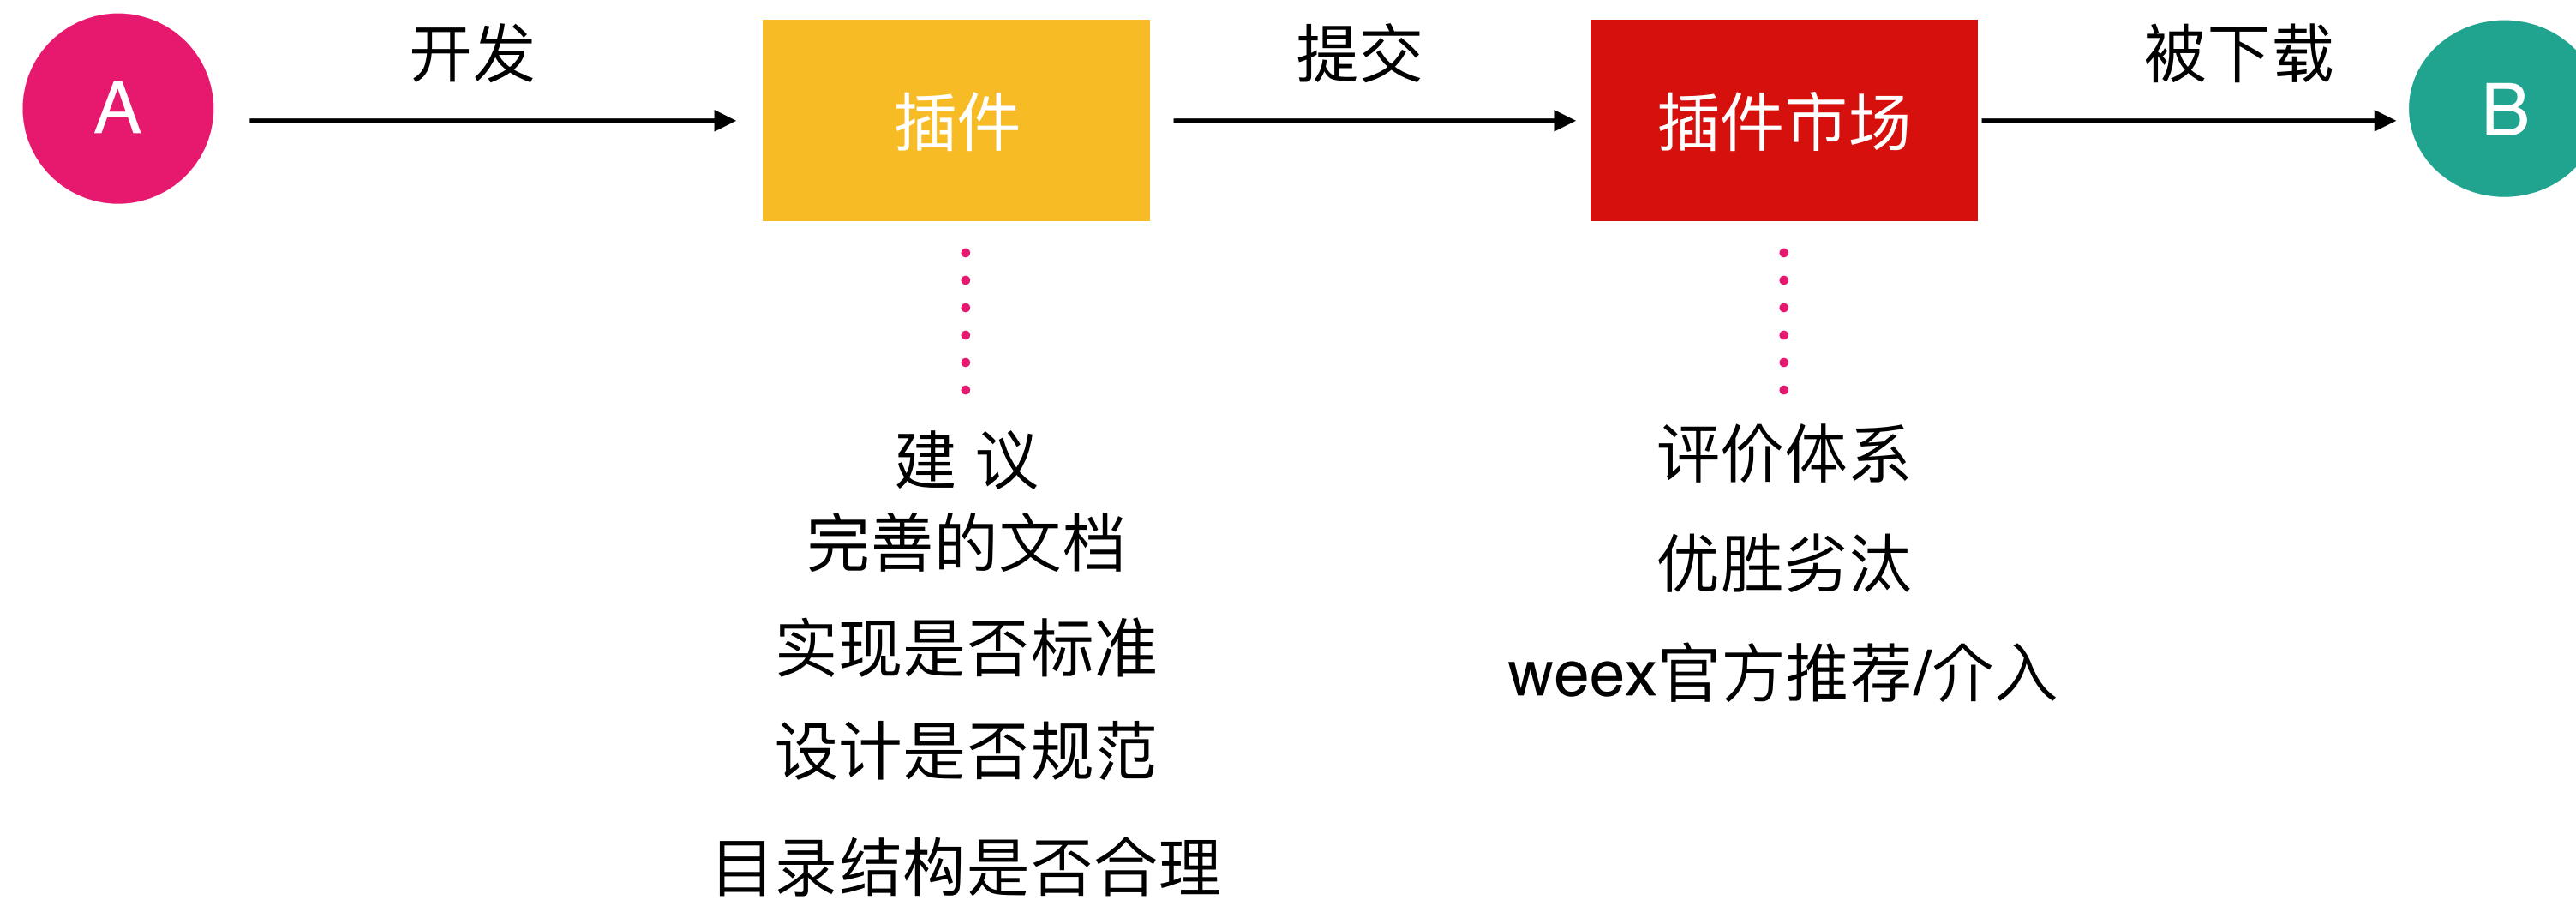 A
开发
插件
提交
插件市场
被下载
B
建 议
完善的文档
实现是否标准
设计是否规范
目录结构是否合理
评价体系
优胜劣汰
weex官方推荐/介入